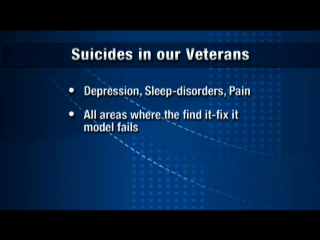 Suicides in our Veterans
• Depression, Sleep-disorders, Pain
• All areas where the find it-fix it
model fails